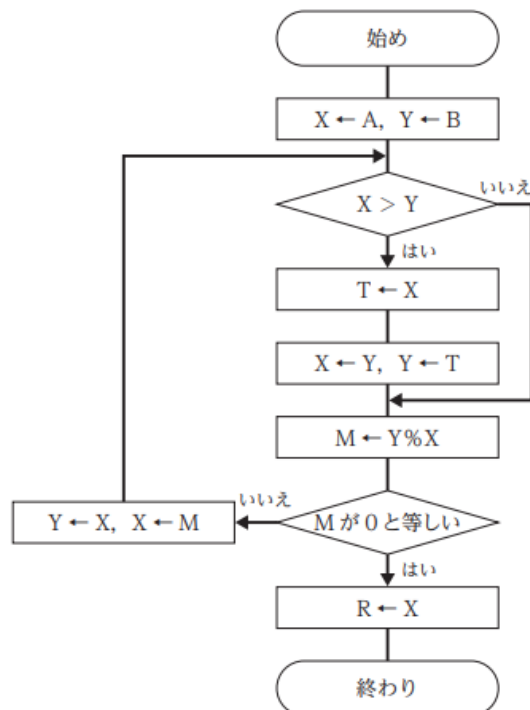 始め
X ← A, Y ← B
X > Y
いいえ
はい
T ← X
X ← Y, Y ← T
M ← Y%X
M が 0 と等しい
いいえ
Y ← X, X ← M
はい
R ← X
終わり